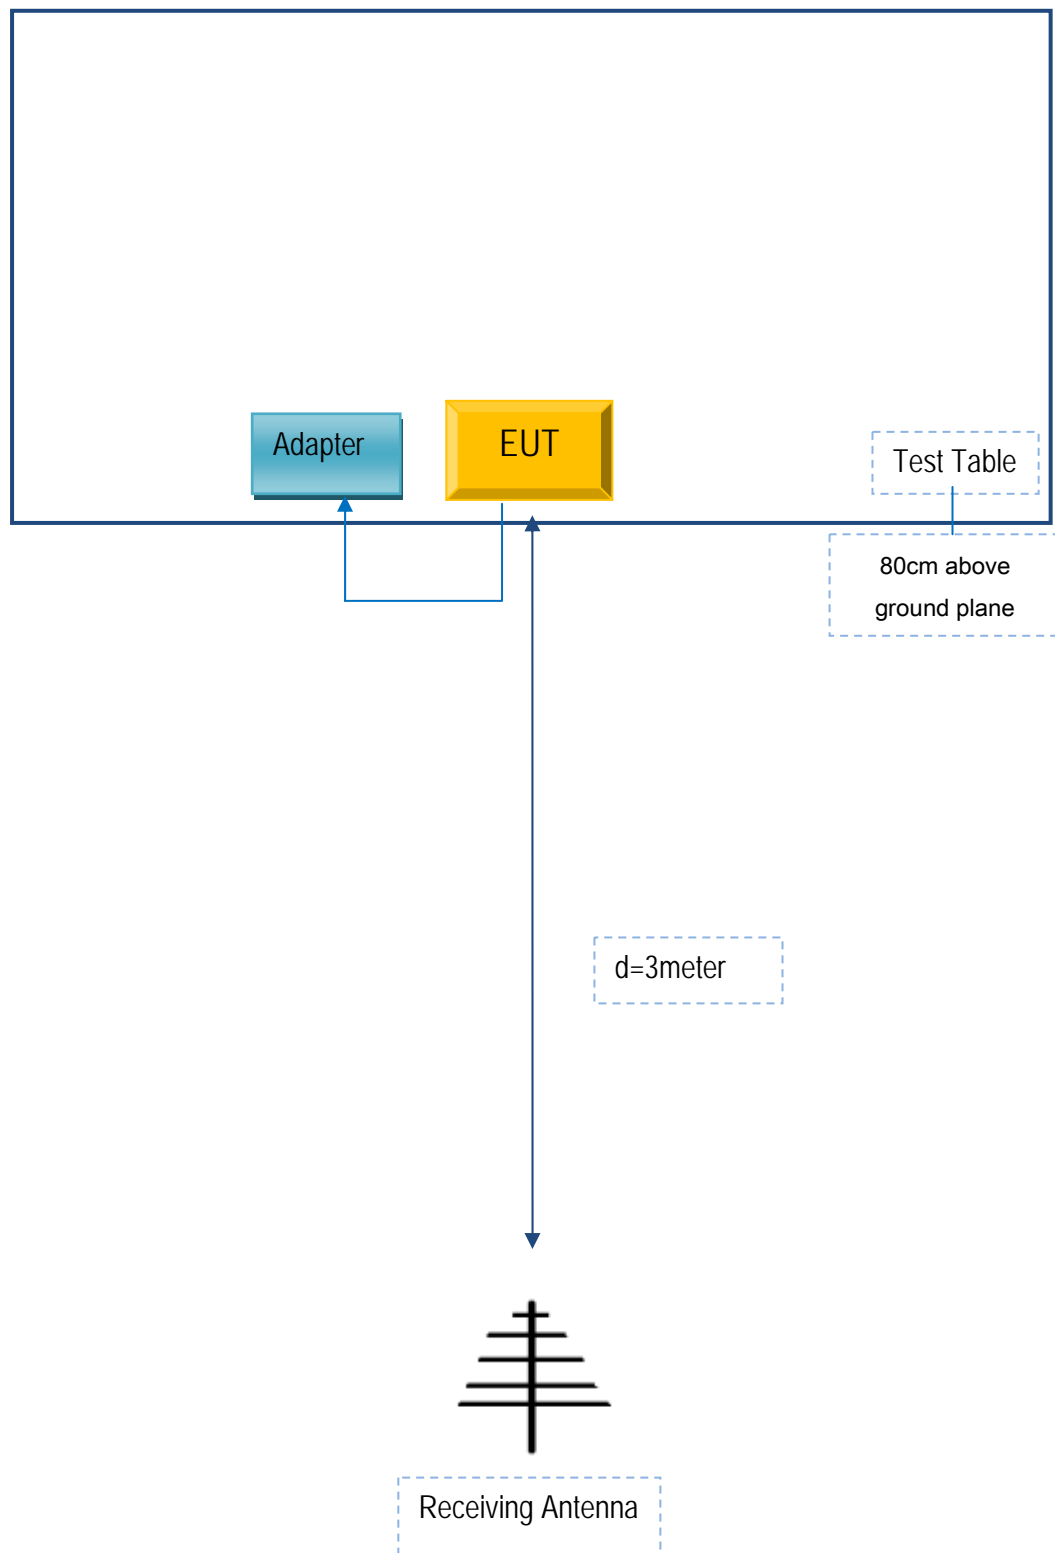 Adapter
EUT
Test Table
80cm above
ground plane
d=3meter
Receiving Antenna